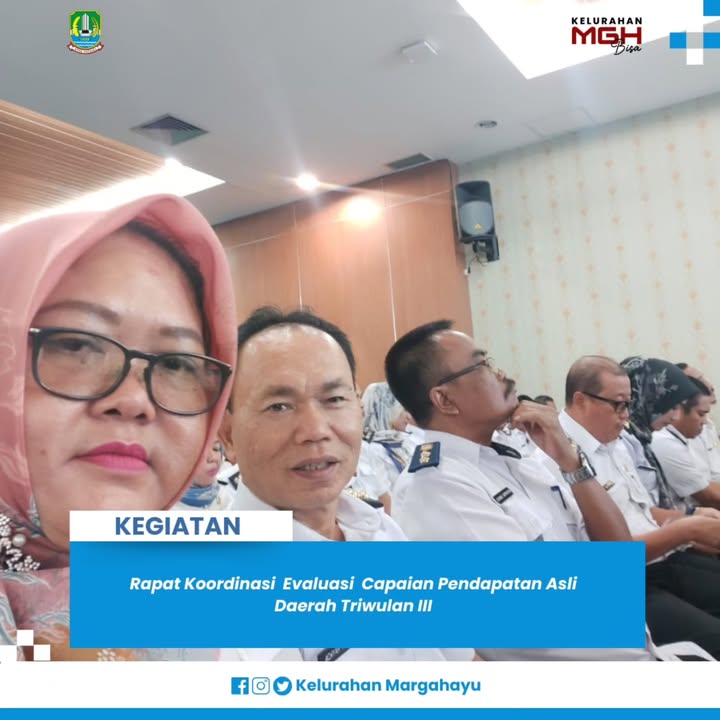 KELURAHAN
MGH
Bisa
KEGIATAN
Rapat Koordinasi Evaluasi Capaian Pendapatan Asli
Daerah Triwulan III
Kelurahan Margahayu